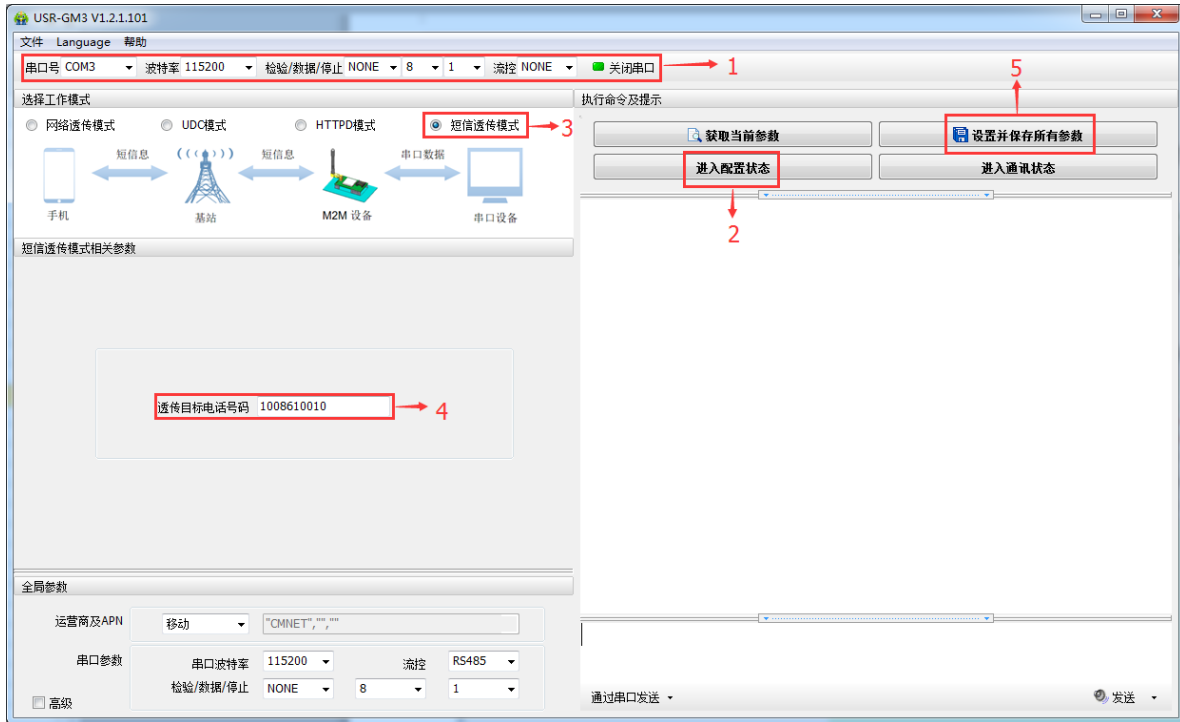 USR-GM3 V1.2.1.101
文件 Language 帮助
串口号 COM3 波特率 115200 检验/数据/停止 NONE 8 1 流控 NONE 关闭串口 1
选择工作模式
网络透传模式 UDC模式 HTTPD模式 短信透传模式 3
短信息 短信息 串口数据
手机 基站 M2M 设备 串口设备
短信透传模式相关参数
透传目标电话号码 1008610010 4
全局参数
运营商及APN 移动 "CMNET","",""
串口参数 串口波特率 115200 流控 RS485
检验/数据/停止 NONE 8 1
高级
执行命令及提示 5
获取当前参数 设置并保存所有参数
进入配置状态 进入通讯状态
2
通过串口发送 发送